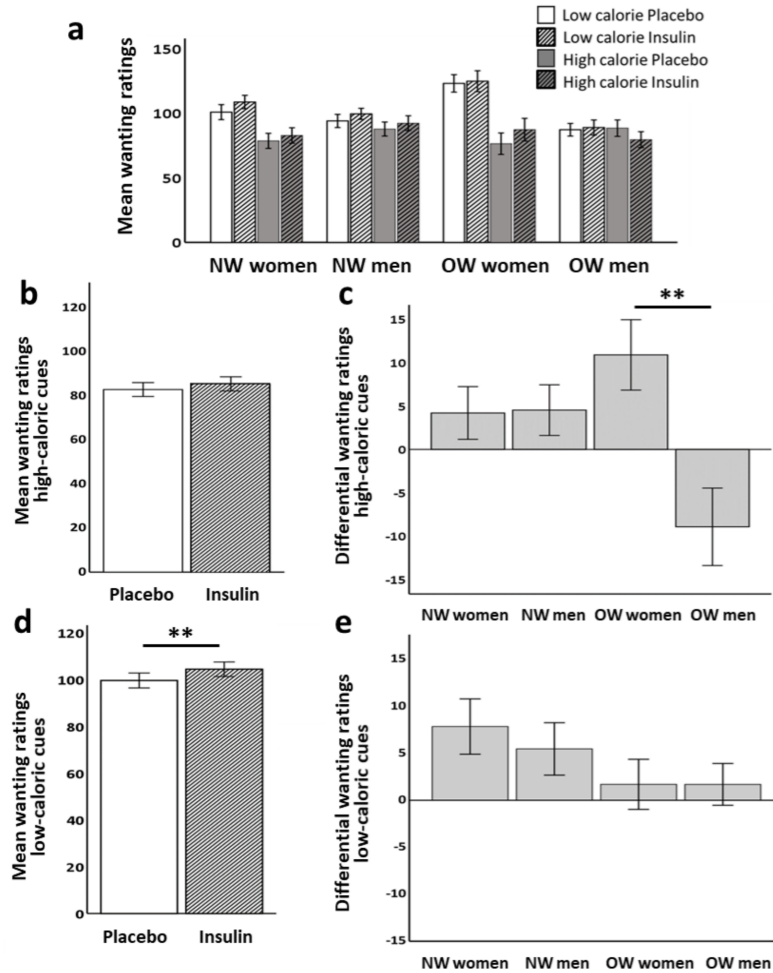 Low calorie Placebo
Low calorie Insulin
High calorie Placebo
High calorie Insulin
a
Mean wanting ratings
150
100
50
0
NW women NW men OW women OW men
b
Mean wanting ratings
high-caloric cues
120
100
80
60
40
20
0
Placebo Insulin
c
**
Differential wanting ratings
high-caloric cues
15
10
5
0
-5
-10
-15
NW women NW men OW women OW men
d
**
Mean wanting ratings
low-caloric cues
120
100
80
60
40
20
0
Placebo Insulin
e
Differential wanting ratings
low-caloric cues
15
10
5
0
-5
-10
-15
NW women NW men OW women OW men